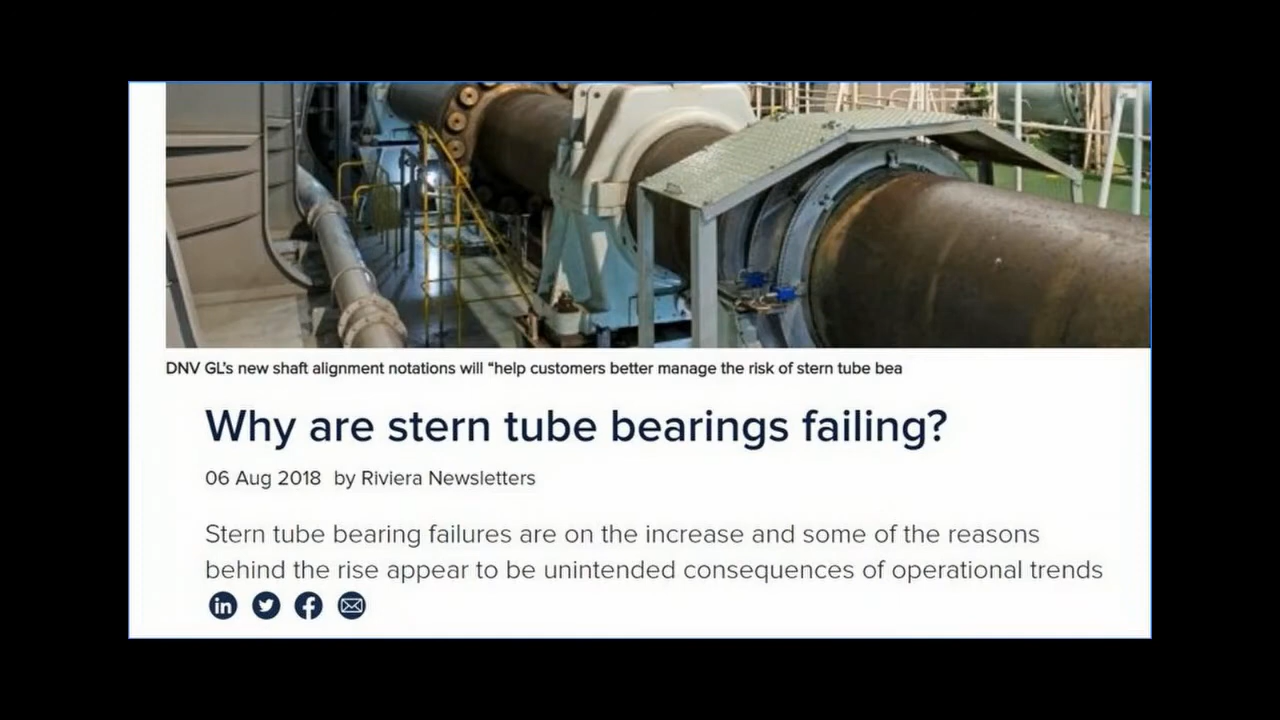 DNV GL's new shaft alignment notations will “help customers better manage the risk of stern tube bea
Why are stern tube bearings failing?
06 Aug 2018 by Riviera Newsletters
Stern tube bearing failures are on the increase and some of the reasons
behind the rise appear to be unintended consequences of operational trends
in